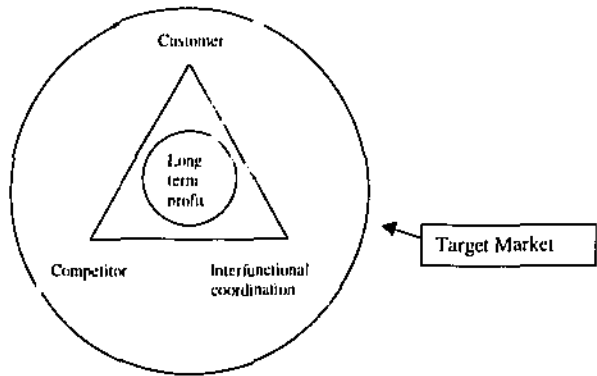 Customer
Long
term
profit
Competitor
Interfunctional
coordination
Target Market